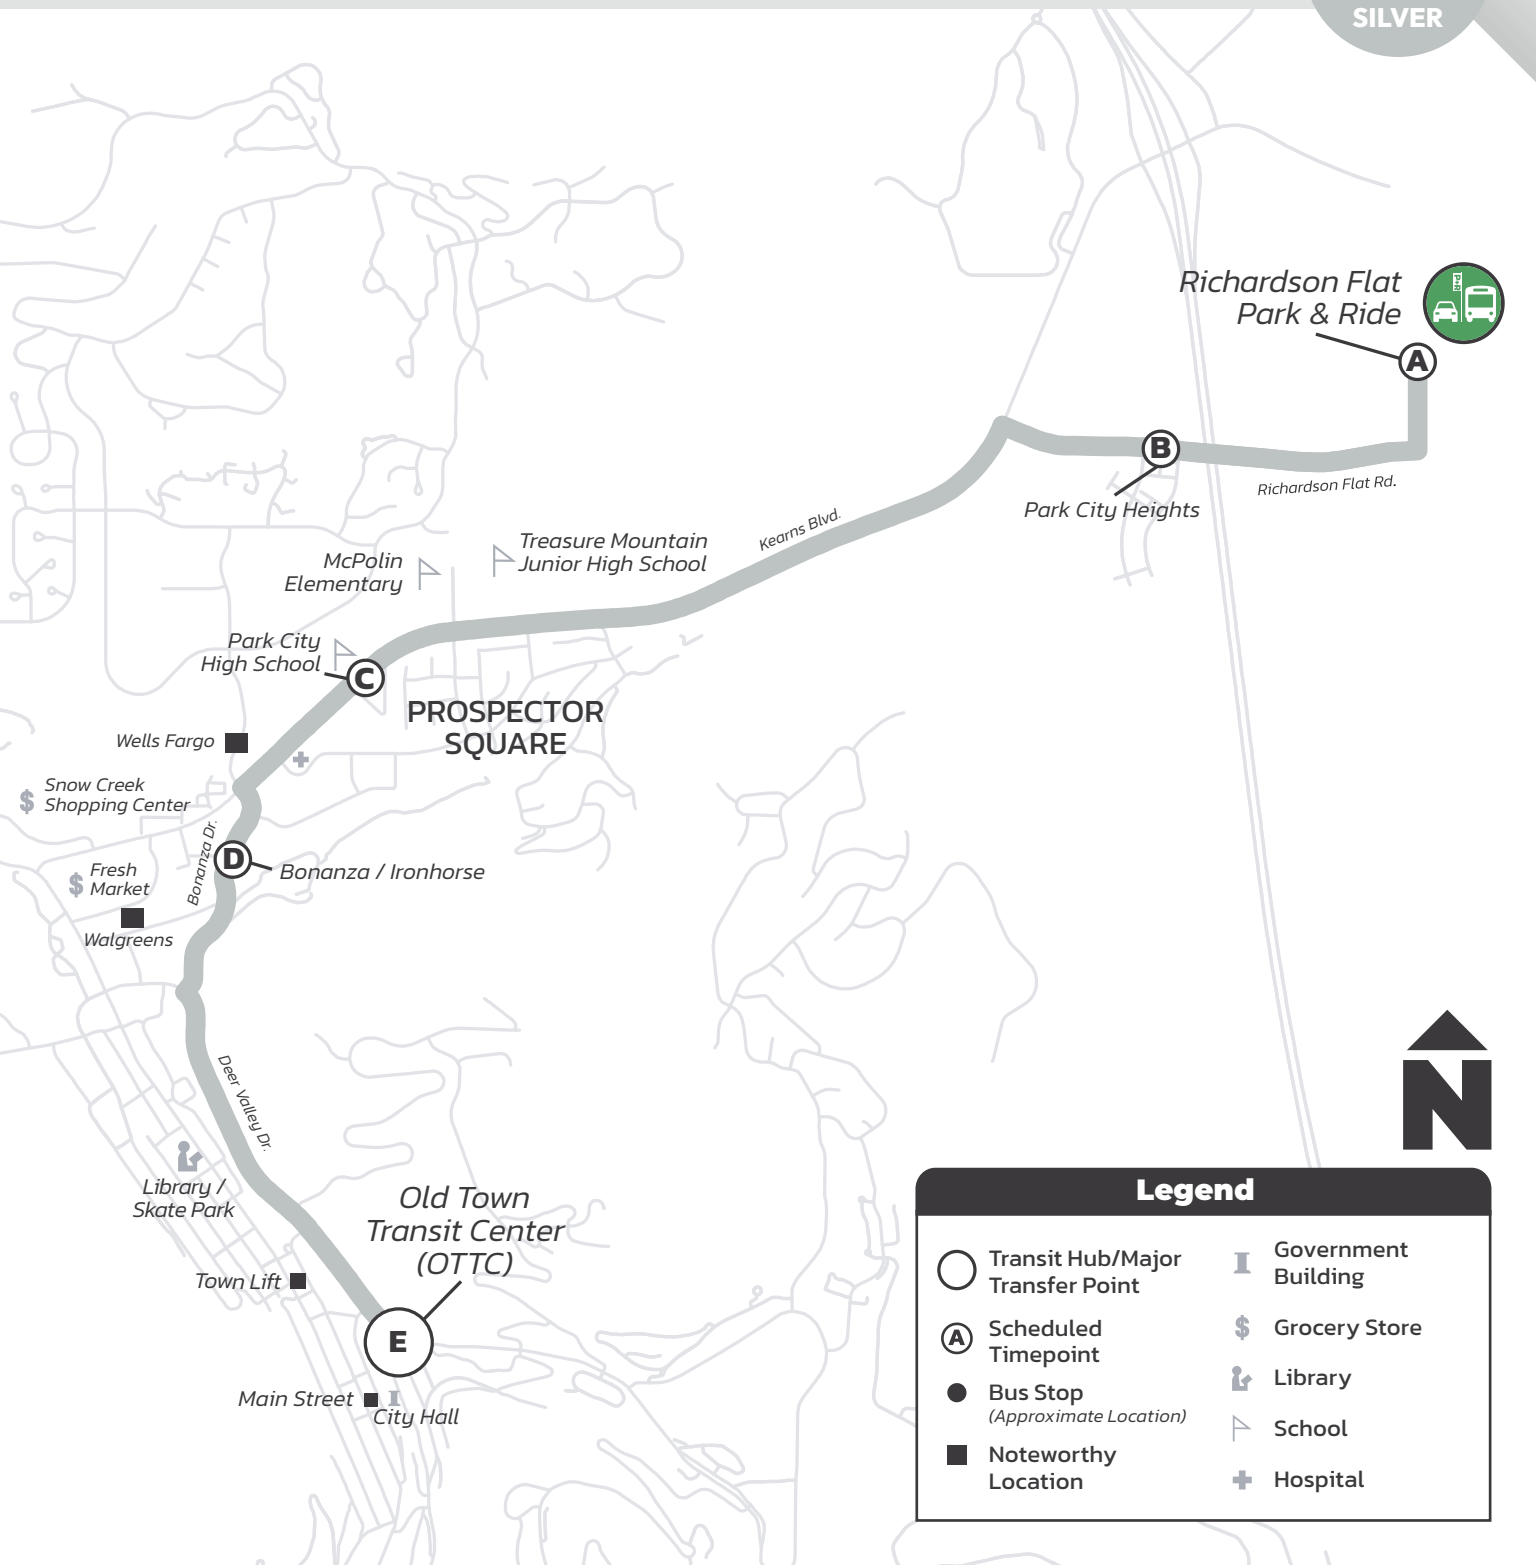 SILVER
Richardson Flat
Park & Ride
P+R
A
B
Park City Heights
Richardson Flat Rd.
Kearns Blvd.
Treasure Mountain
Junior High School
McPolin
Elementary
Park City
High School
C
PROSPECTOR
SQUARE
Wells Fargo
$ Snow Creek
Shopping Center
Bonanza Dr.
D
Bonanza / Ironhorse
$ Fresh
Market
Walgreens
Deer Valley Dr.
Library /
Skate Park
Old Town
Transit Center
(OTTC)
Town Lift
E
Main Street
City Hall
N
Legend
Transit Hub/Major
Transfer Point
A Scheduled
Timepoint
Bus Stop
(Approximate Location)
Noteworthy
Location
Government
Building
$ Grocery Store
Library
School
Hospital